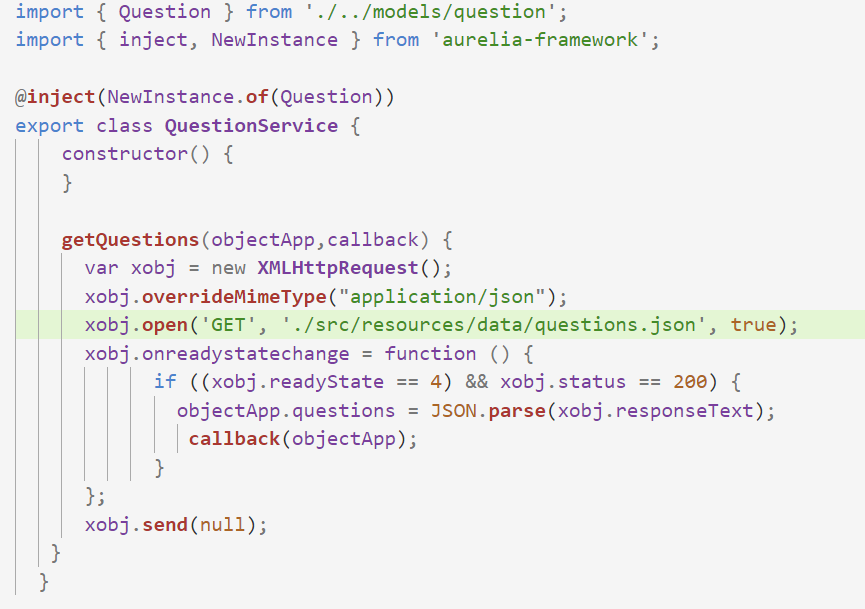 import { Question } from './../models/question';
import { inject, NewInstance } from 'aurelia-framework';
@inject(NewInstance.of(Question))
export class QuestionService {
constructor() {
}
getQuestions(objectApp,callback) {
var xobj = new XMLHttpRequest();
xobj.overrideMimeType("application/json");
xobj.open('GET', './src/resources/data/questions.json', true);
xobj.onreadystatechange = function () {
if ((xobj.readyState == 4) && xobj.status == 200) {
objectApp.questions = JSON.parse(xobj.responseText);
callback(objectApp);
}
};
xobj.send(null);
}
}